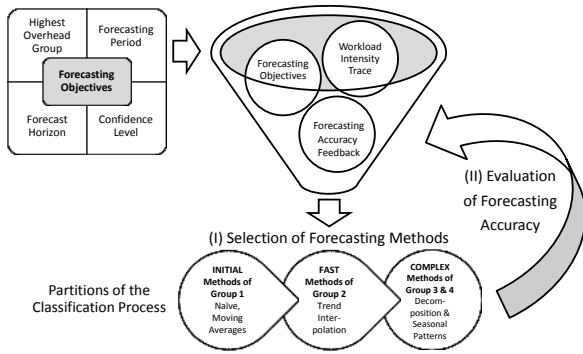 Highest
Overhead
Group
Forecasting
Period
Forecasting
Objectives
Forecast
Horizon
Confidence
Level
Forecasting
Objectives
Workload
Intensity
Trace
Forecasting
Accuracy
Feedback
(II) Evaluation
of Forecasting
Accuracy
(I) Selection of Forecasting Methods
Partitions of the
Classification Process
INITIAL
Methods of
Group 1
Naïve,
Moving
Averages
FAST
Methods of
Group 2
Trend
Inter-
polation
COMPLEX
Methods of
Group 3 & 4
Decom-
position &
Seasonal
Patterns